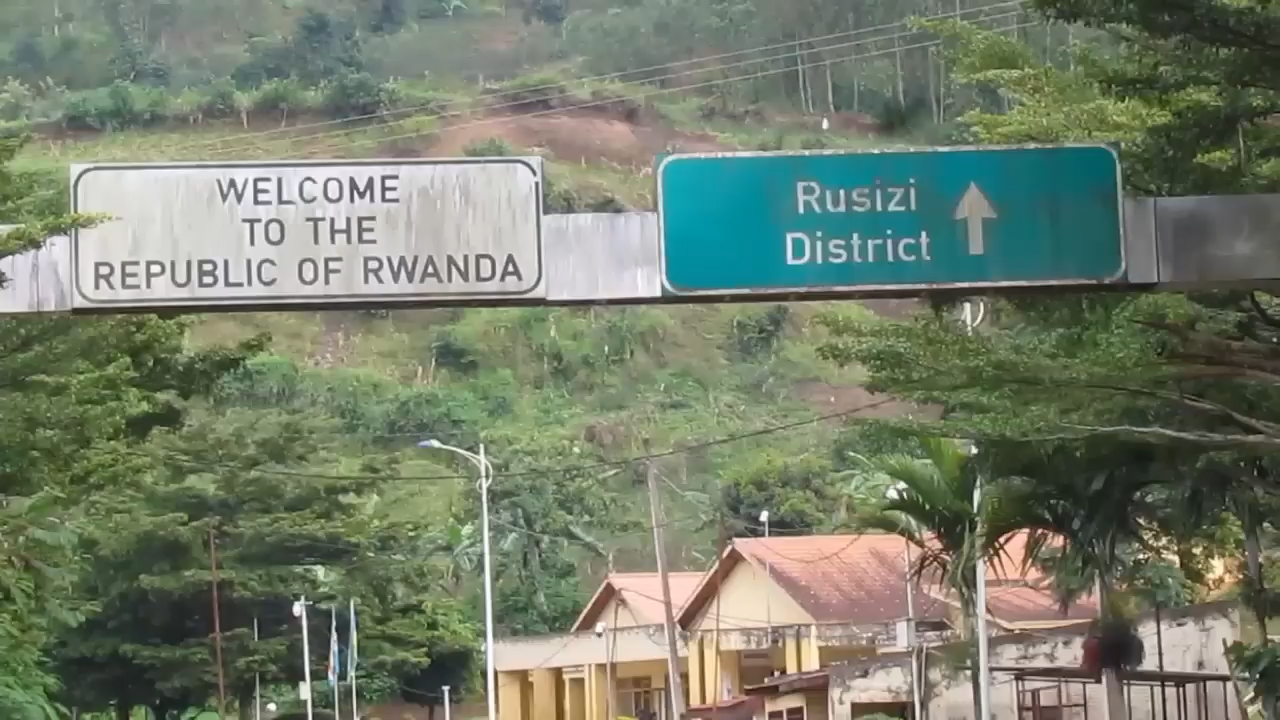 WELCOME
TO THE
REPUBLIC OF RWANDA
Rusizi
District